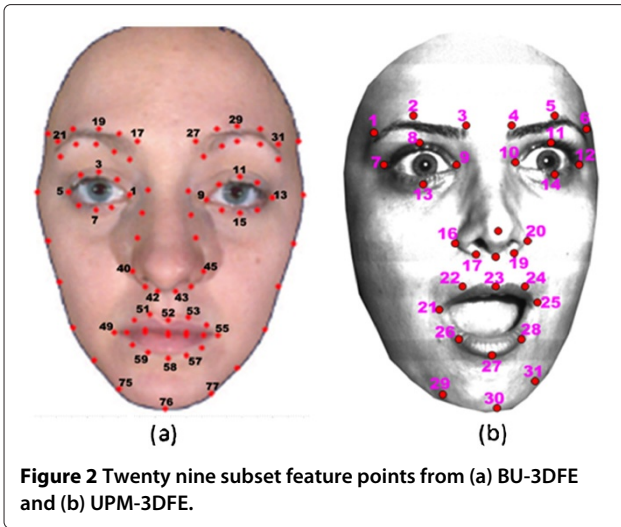 19 29
21 17 27 31
3 11
5 1 9 13
7 15
40 45
42 43
51 52 53
49 55
59 58 57
75 77
76
(a)
2 5
1 3 4 6
8 11
7 9 10 12
13 14
16 20
17 19
22 23 24
21 25
26 28
27
29 31
30
(b)
Figure 2 Twenty nine subset feature points from (a) BU-3DFE
and (b) UPM-3DFE.